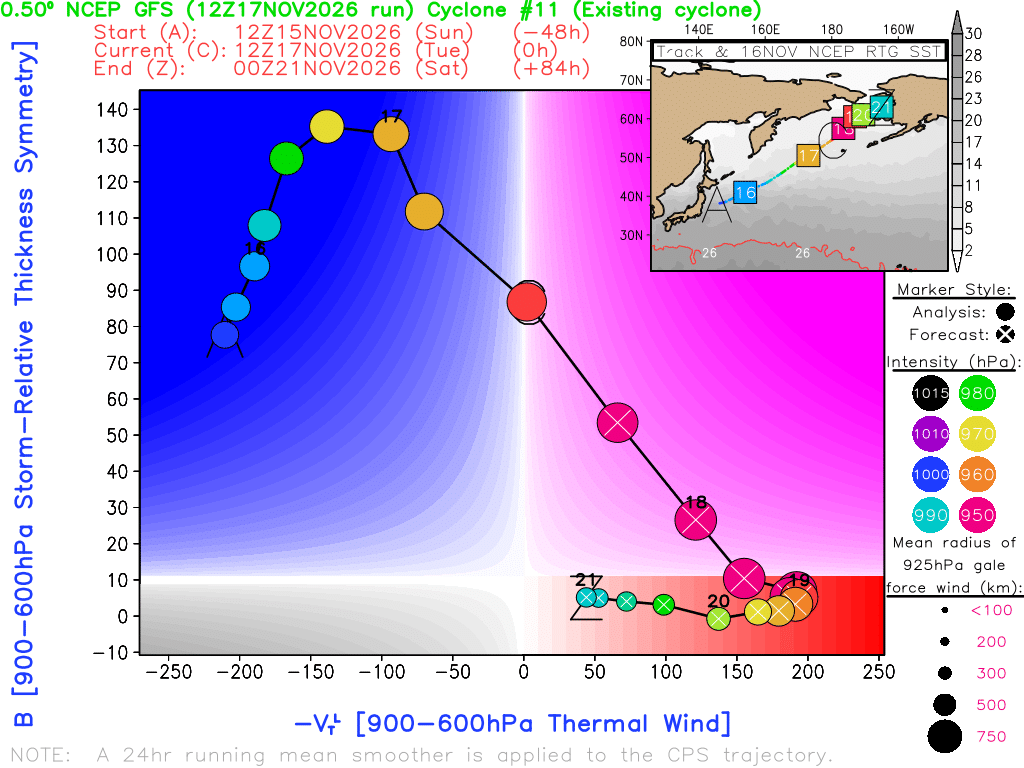 0.50° NCEP GFS (12Z17NOV2026 run) Cyclone #11 (Existing cyclone)
Start (A): 12Z15NOV2026 (Sun) (−48h)
Current (C): 12Z17NOV2026 (Tue) (0h)
End (Z): 00Z21NOV2026 (Sat) (+84h)
140E 160E 180 160W
Track & 16NOV NCEP RTG SST
80N
70N
60N
50N
40N
30N
A
16
17
C
18
20
21
Z
26 26
30
28
26
23
20
17
14
11
8
5
2
B [900−600hPa Storm−Relative Thickness Symmetry]
140
130
120
110
100
90
80
70
60
50
40
30
20
10
0
−10
17
16
A
18
19
20
21
Z
−250 −200 −150 −100 −50 0 50 100 150 200 250
−VTL [900−600hPa Thermal Wind]
Marker Style:
Analysis:
Forecast:
Intensity (hPa):
1015 980
1010 970
1000 960
990 950
Mean radius of
925hPa gale
force wind (km):
<100
200
300
500
750
NOTE: A 24hr running mean smoother is applied to the CPS trajectory.